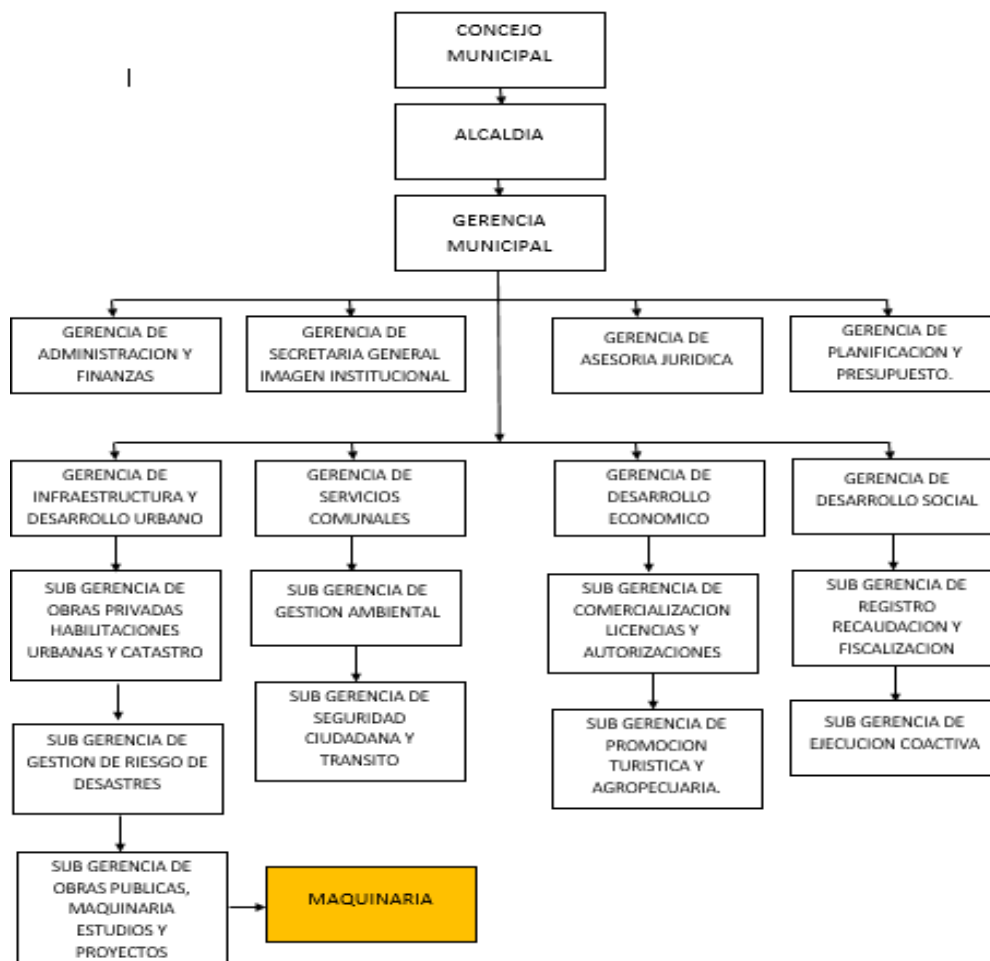 CONCEJO
MUNICIPAL
|
ALCALDIA
GERENCIA
MUNICIPAL
GERENCIA DE
ADMINISTRACION Y
FINANZAS
GERENCIA DE
SECRETARIA GENERAL
IMAGEN INSTITUCIONAL
GERENCIA DE
ASESORIA JURIDICA
GERENCIA DE
PLANIFICACION Y
PRESUPUESTO.
GERENCIA DE
INFRAESTRUCTURA Y
DESARROLLO URBANO
GERENCIA DE
SERVICIOS
COMUNALES
GERENCIA DE
DESARROLLO
ECONOMICO
GERENCIA DE
DESARROLLO SOCIAL
SUB GERENCIA DE
OBRAS PRIVADAS
HABILITACIONES
URBANAS Y CATASTRO
SUB GERENCIA DE
GESTION AMBIENTAL
SUB GERENCIA DE
COMERCIALIZACION
LICENCIAS Y
AUTORIZACIONES
SUB GERENCIA DE
REGISTRO
RECAUDACION Y
FISCALIZACION
SUB GERENCIA DE
GESTION DE RIESGO DE
DESASTRES
SUB GERENCIA DE
SEGURIDAD
CIUDADANA Y
TRANSITO
SUB GERENCIA DE
PROMOCION
TURISTICA Y
AGROPECUARIA.
SUB GERENCIA DE
EJECUCION COACTIVA
SUB GERENCIA DE
OBRAS PUBLICAS,
MAQUINARIA
ESTUDIOS Y
PROYECTOS
MAQUINARIA